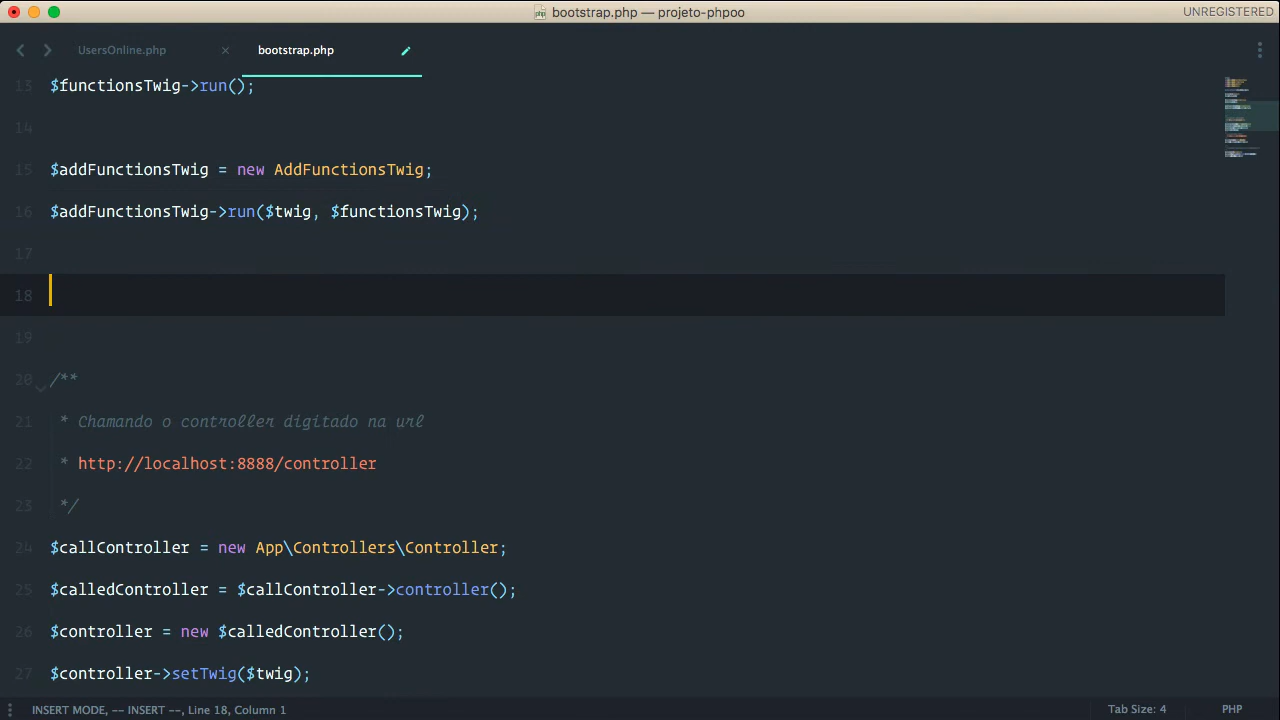 bootstrap.php — projeto-phpoo
UNREGISTERED
UsersOnline.php
bootstrap.php
13 $functionsTwig->run();
14
15 $addFunctionsTwig = new AddFunctionsTwig;
16 $addFunctionsTwig->run($twig, $functionsTwig);
17
18
19
20 /**
21 * Chamando o controller digitado na url
22 * http://localhost:8888/controller
23 */
24 $callController = new App\Controllers\Controller;
25 $calledController = $callController->controller();
26 $controller = new $calledController();
27 $controller->setTwig($twig);
INSERT MODE, -- INSERT --, Line 18, Column 1
Tab Size: 4
PHP